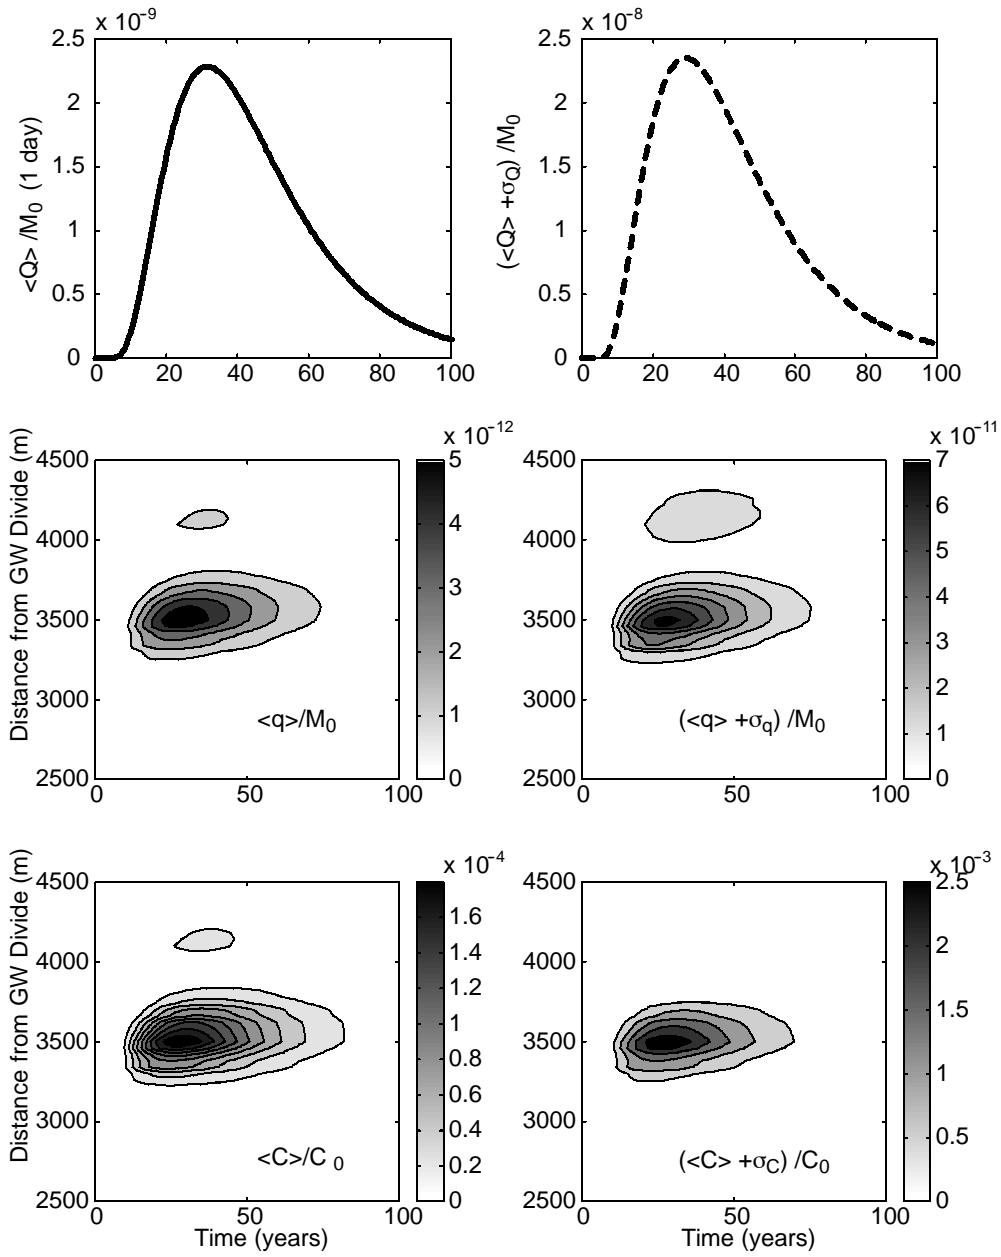 x 10⁻⁹
x 10⁻⁸
2.5
2
1.5
1
0.5
0
<Q> /M₀ (1 day)
0 20 40 60 80 100
2.5
2
1.5
1
0.5
0
(<Q> +σ_Q) /M₀
0 20 40 60 80 100
x 10⁻¹²
x 10⁻¹¹
Distance from GW Divide (m)
4500
4000
3500
3000
2500
<q>/M₀
0 50 100
5
4
3
2
1
0
4500
4000
3500
3000
2500
(<q> +σ_q) /M₀
0 50 100
7
6
5
4
3
2
1
0
x 10⁻⁴
x 10⁻³
Distance from GW Divide (m)
4500
4000
3500
3000
2500
<C>/C ₀
0 50 100
Time (years)
1.6
1.4
1.2
1
0.8
0.6
0.4
0.2
0
4500
4000
3500
3000
2500
(<C> +σ_C) /C₀
0 50 100
Time (years)
2.5
2
1.5
1
0.5
0